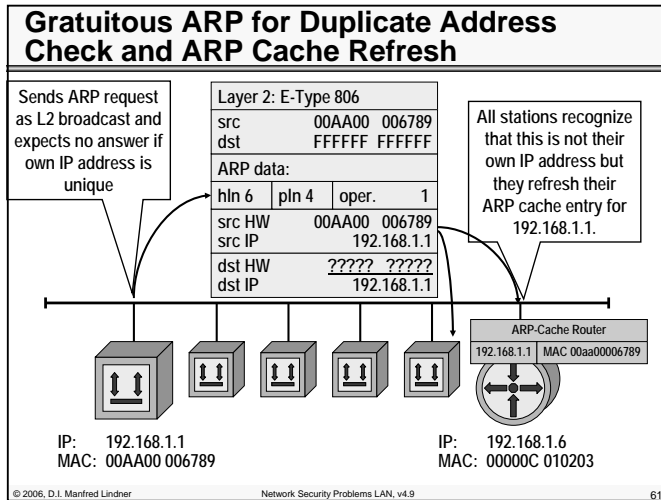 Gratuitous ARP for Duplicate Address
Check and ARP Cache Refresh
Sends ARP request
as L2 broadcast and
expects no answer if
own IP address is
unique
Layer 2: E-Type 806
src 00AA00 006789
dst FFFFFF FFFFFF
ARP data:
hln 6 pln 4 oper. 1
src HW 00AA00 006789
src IP 192.168.1.1
dst HW ????? ?????
dst IP 192.168.1.1
All stations recognize
that this is not their
own IP address but
they refresh their
ARP cache entry for
192.168.1.1.
ARP-Cache Router
192.168.1.1 MAC 00aa00006789
IP: 192.168.1.1
MAC: 00AA00 006789
IP: 192.168.1.6
MAC: 00000C 010203
© 2006, D.I. Manfred Lindner
Network Security Problems LAN, v4.9
61